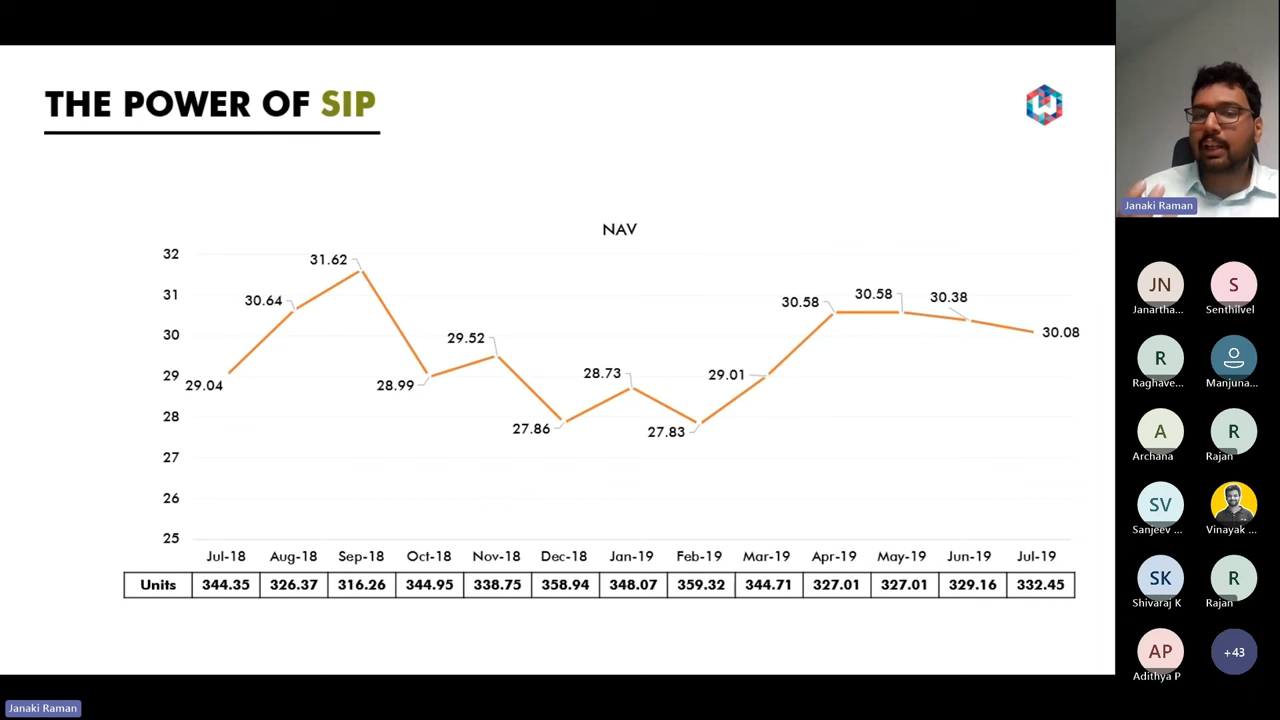 THE POWER OF SIP
NAV
32
31
30
29
28
27
26
25
29.04
30.64
31.62
28.99
29.52
27.86
28.73
27.83
29.01
30.58
30.58
30.38
30.08
Jul-18 Aug-18 Sep-18 Oct-18 Nov-18 Dec-18 Jan-19 Feb-19 Mar-19 Apr-19 May-19 Jun-19 Jul-19
Units 344.35 326.37 316.26 344.95 338.75 358.94 348.07 359.32 344.71 327.01 327.01 329.16 332.45
Janaki Raman
JN S
Janartha... Senthilvel
R
Raghave... Manjuna...
A R
Archana Rajan
SV
Sanjeev ... Vinayak ...
SK R
Shivaraj K Rajan
AP +43
Adithya P
Janaki Raman